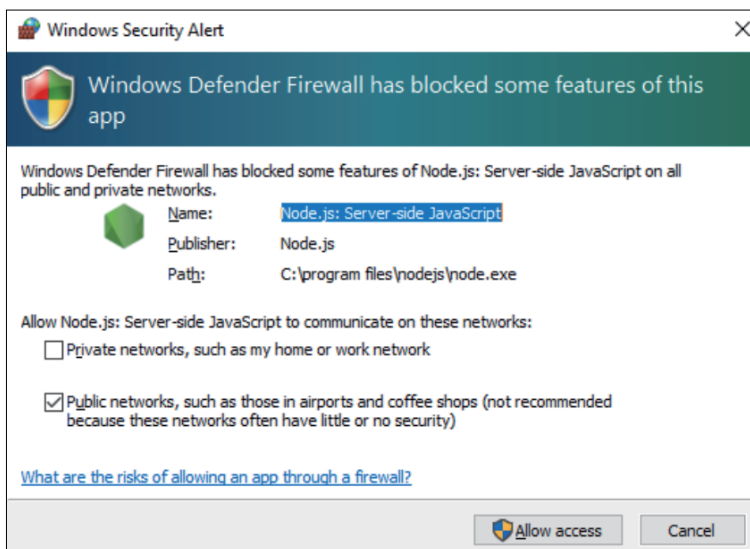 Windows Security Alert
Windows Defender Firewall has blocked some features of this
app
Windows Defender Firewall has blocked some features of Node.js: Server-side JavaScript on all
public and private networks.
Name: Node.js: Server-side JavaScript
Publisher: Node.js
Path: C:\program files\nodejs\node.exe
Allow Node.js: Server-side JavaScript to communicate on these networks:
Private networks, such as my home or work network
Public networks, such as those in airports and coffee shops (not recommended
because these networks often have little or no security)
What are the risks of allowing an app through a firewall?
Allow access Cancel